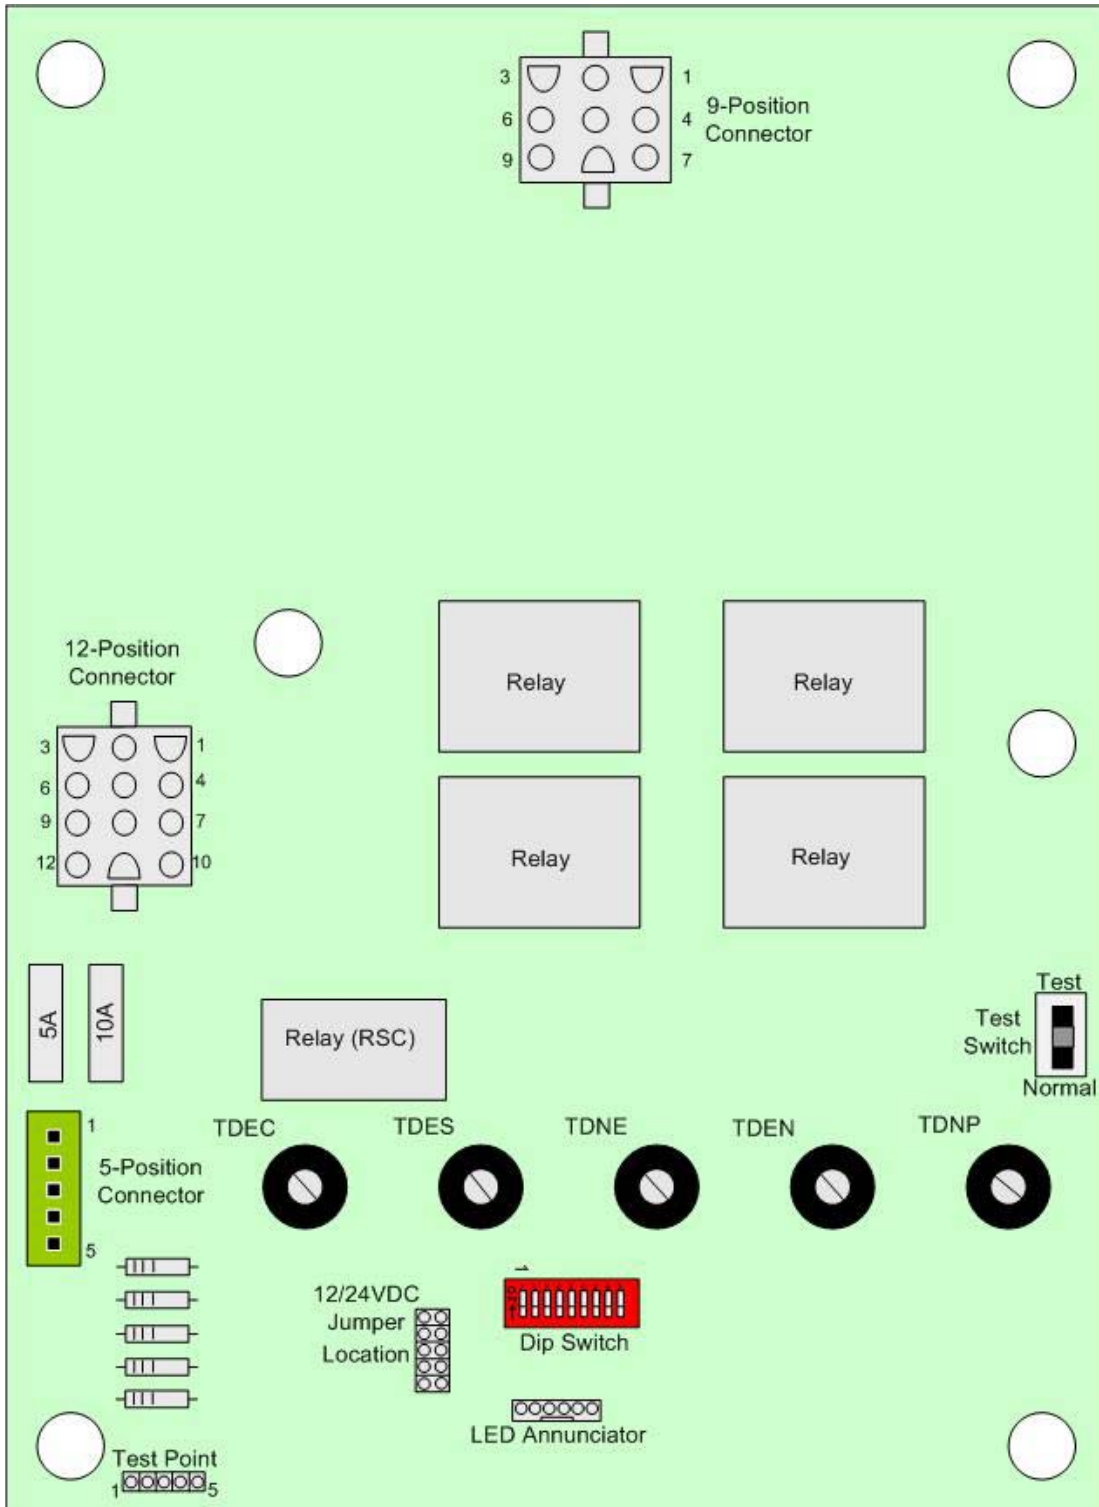 3
1
6
4
9
7
9-Position
Connector
12-Position
Connector
3
1
6
4
9
7
12
10
Relay
Relay
Relay
Relay
5A
10A
Relay (RSC)
Test
Test
Switch
Normal
1
5-Position
Connector
5
TDEC
TDES
TDNE
TDEN
TDNP
12/24VDC
Jumper
Location
1
Dip Switch
LED Annunciator
Test Point
1
5